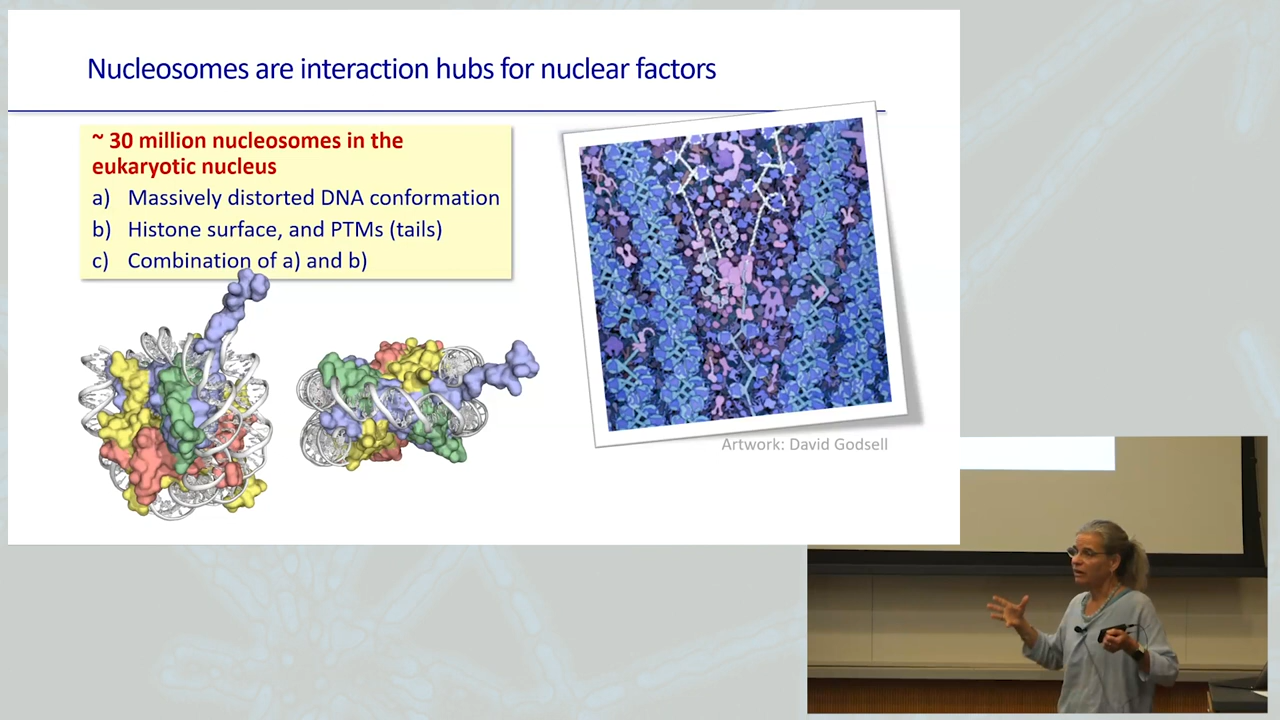 Nucleosomes are interaction hubs for nuclear factors
~ 30 million nucleosomes in the
eukaryotic nucleus
a) Massively distorted DNA conformation
b) Histone surface, and PTMs (tails)
c) Combination of a) and b)
Artwork: David Godsell